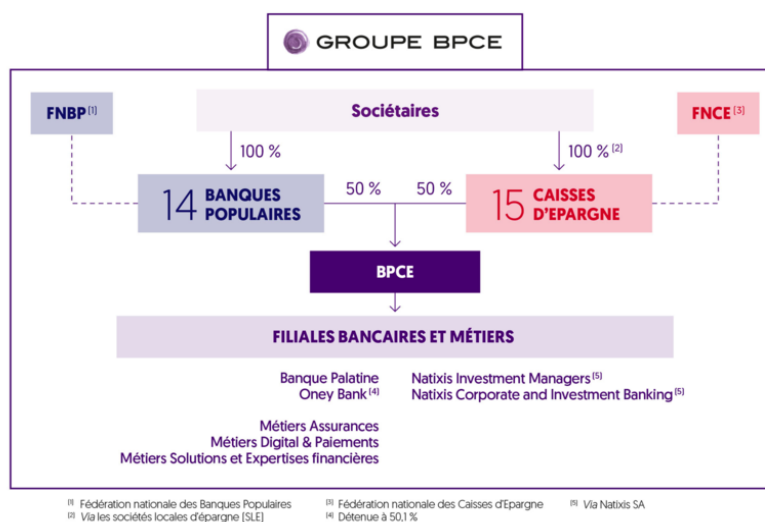 GROUPE BPCE
FNBP [1]
Sociétaires
FNCE [3]
100 %
100 % [2]
14 BANQUES
POPULAIRES
50 %
50 %
15 CAISSES
D'EPARGNE
BPCE
FILIALES BANCAIRES ET MÉTIERS
Banque Palatine
Oney Bank [4]
Métiers Assurances
Métiers Digital & Paiements
Métiers Solutions et Expertises financières
Natixis Investment Managers [5]
Natixis Corporate and Investment Banking [5]
[1] Fédération nationale des Banques Populaires
[2] Via les sociétés locales d'épargne [SLE]
[3] Fédération nationale des Caisses d'Epargne
[4] Détenue à 50,1 %
[5] Via Natixis SA